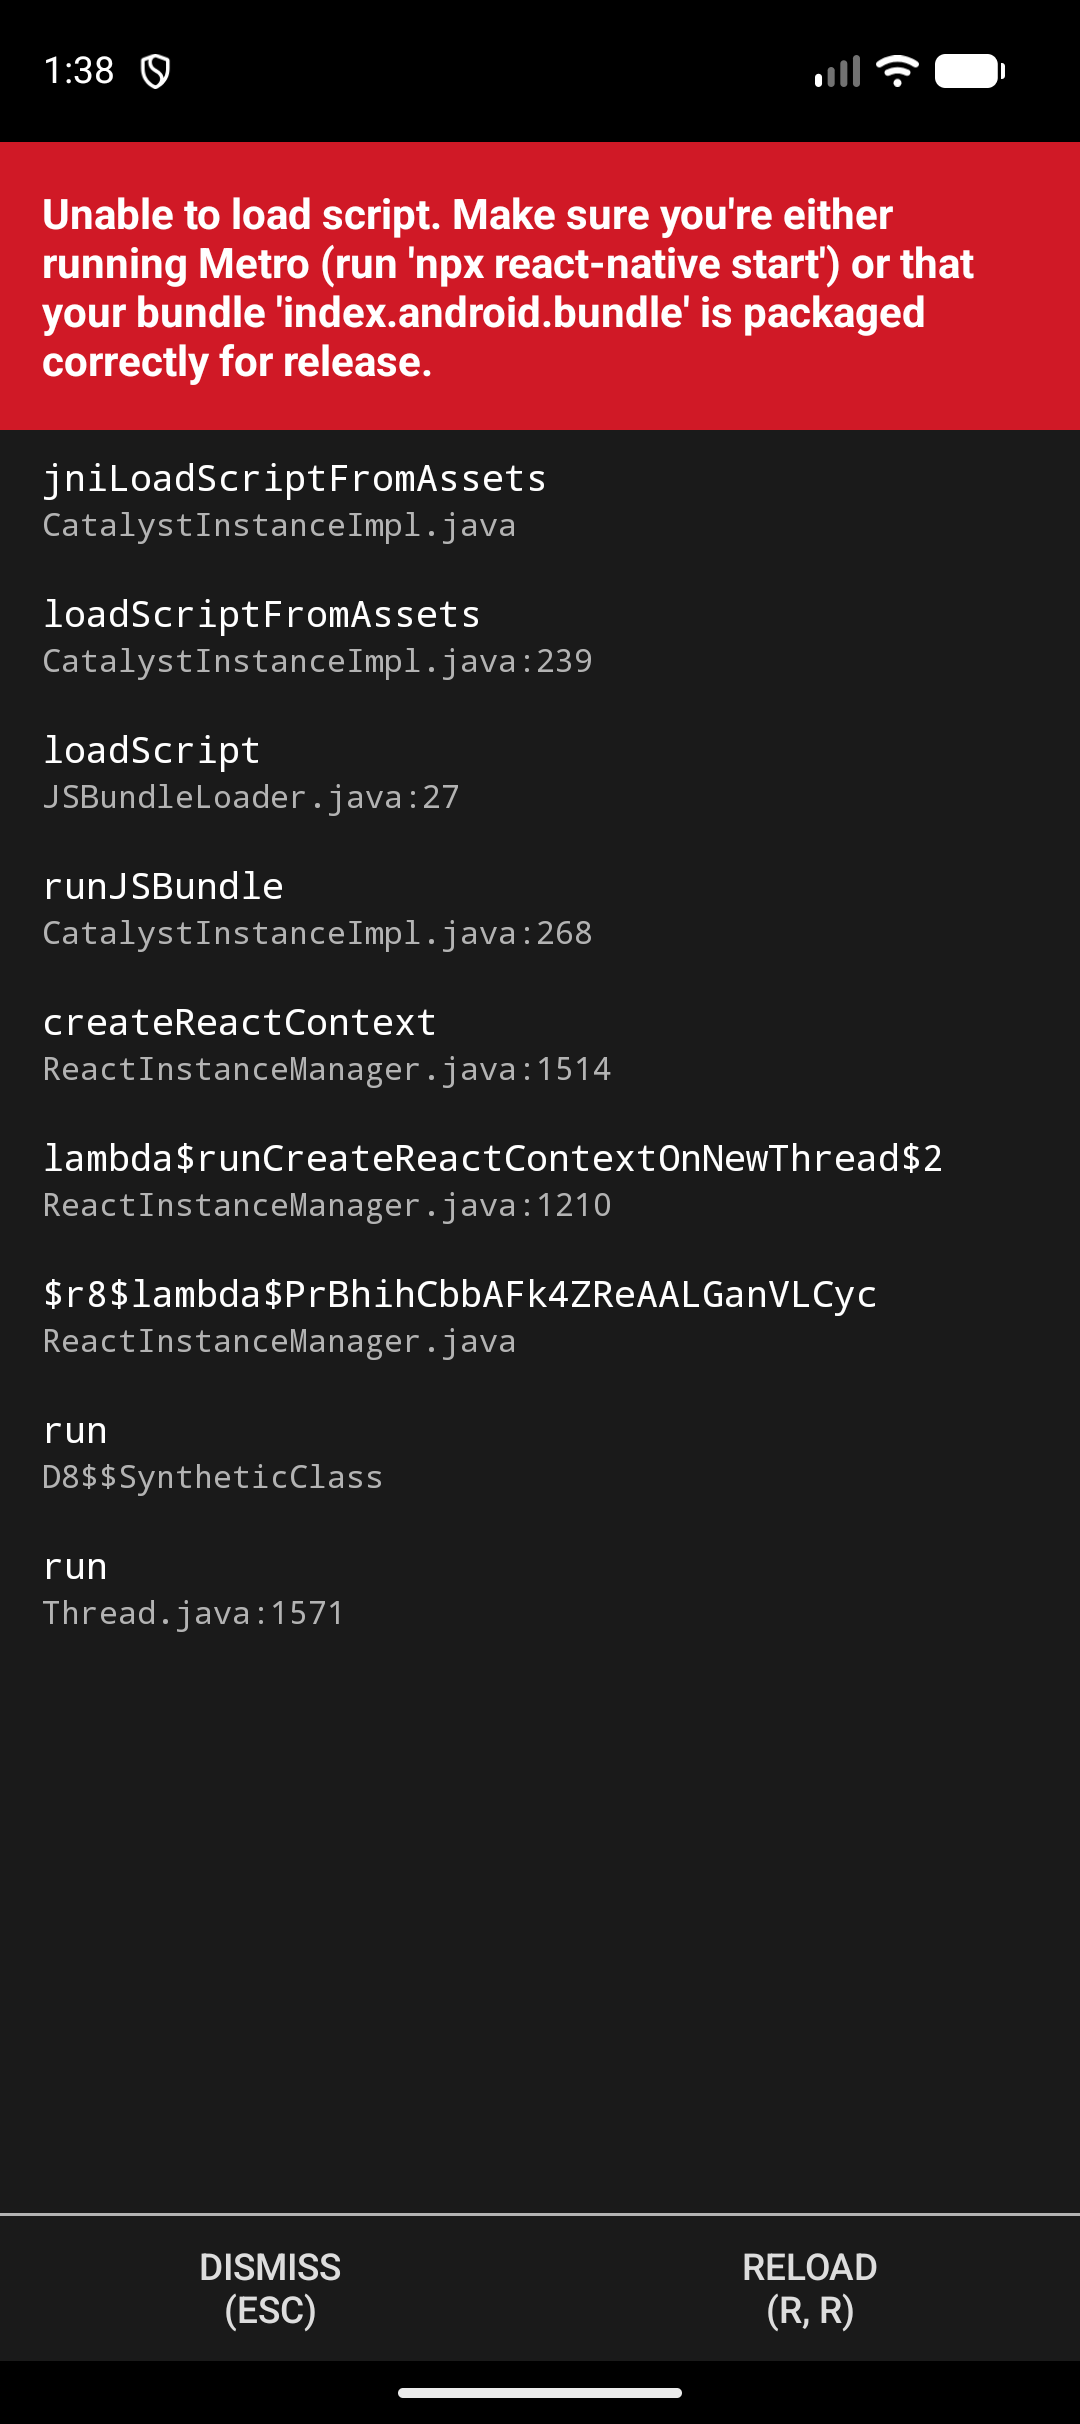 1:38
Unable to load script. Make sure you're either
running Metro (run 'npx react-native start') or that
your bundle 'index.android.bundle' is packaged
correctly for release.
jniLoadScriptFromAssets
CatalystInstanceImpl.java
loadScriptFromAssets
CatalystInstanceImpl.java:239
loadScript
JSBundleLoader.java:27
runJSBundle
CatalystInstanceImpl.java:268
createReactContext
ReactInstanceManager.java:1514
lambda$runCreateReactContextOnNewThread$2
ReactInstanceManager.java:1210
$r8$lambda$PrBhihCbbAFk4ZReAALGanVLCyc
ReactInstanceManager.java
run
D8$$SyntheticClass
run
Thread.java:1571
DISMISS
(ESC)
RELOAD
(R, R)